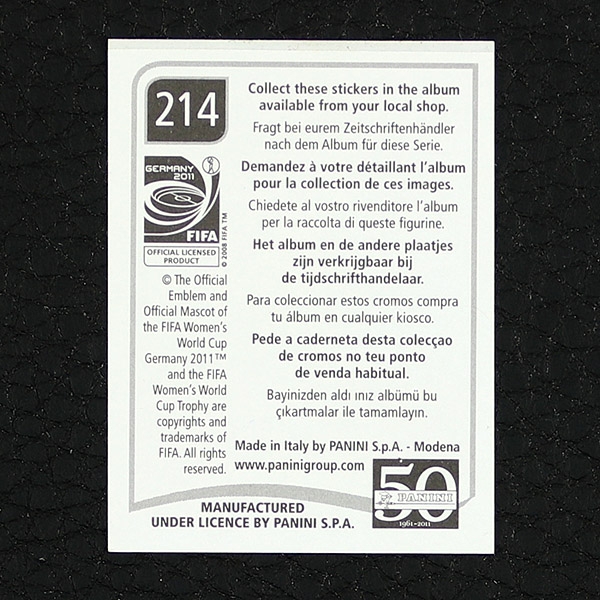 214
Collect these stickers in the album
available from your local shop.
Fragt bei eurem Zeitschriftenhändler
nach dem Album für diese Serie.
Demandez à votre détaillant l'album
pour la collection de ces images.
Chiedete al vostro rivenditore l'album
per la raccolta di queste figurine.
Het album en de andere plaatjes
zijn verkrijgbaar bij
de tijdschrifthandelaar.
Para coleccionar estos cromos compra
tu álbum en cualquier kiosco.
Pede a caderneta desta colecçao
de cromos no teu ponto
de venda habitual.
Bayinizden aldı ınız albümü bu
çıkartmalar ile tamamlayın.
GERMANY
2011
FIFA
© 2008 FIFA TM
OFFICIAL LICENSED
PRODUCT
© The Official
Emblem and
Official Mascot of
the FIFA Women's
World Cup
Germany 2011™
and the FIFA
Women's World
Cup Trophy are
copyrights and
trademarks of
FIFA. All rights
reserved.
Made in Italy by PANINI S.p.A. - Modena
www.paninigroup.com
50
PANINI
1961-2011
MANUFACTURED
UNDER LICENCE BY PANINI S.P.A.